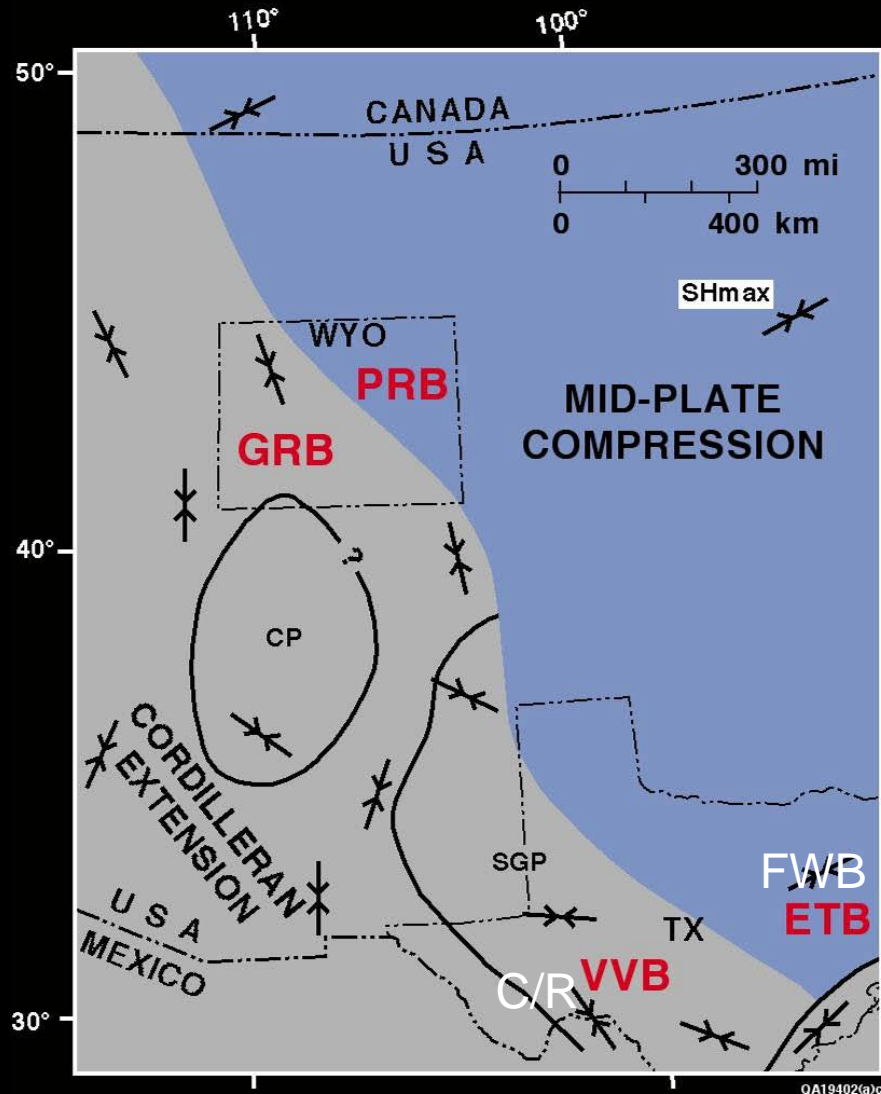 110°
100°
50°
CANADA
U S A
0 300 mi
0 400 km
SHmax
WYO
PRB
MID-PLATE
COMPRESSION
GRB
40°
?
CP
CORDILLERAN
EXTENSION
SGP
FWB
ETB
U S A
MEXICO
TX
VVB
C/R
30°
QA19402(a)c